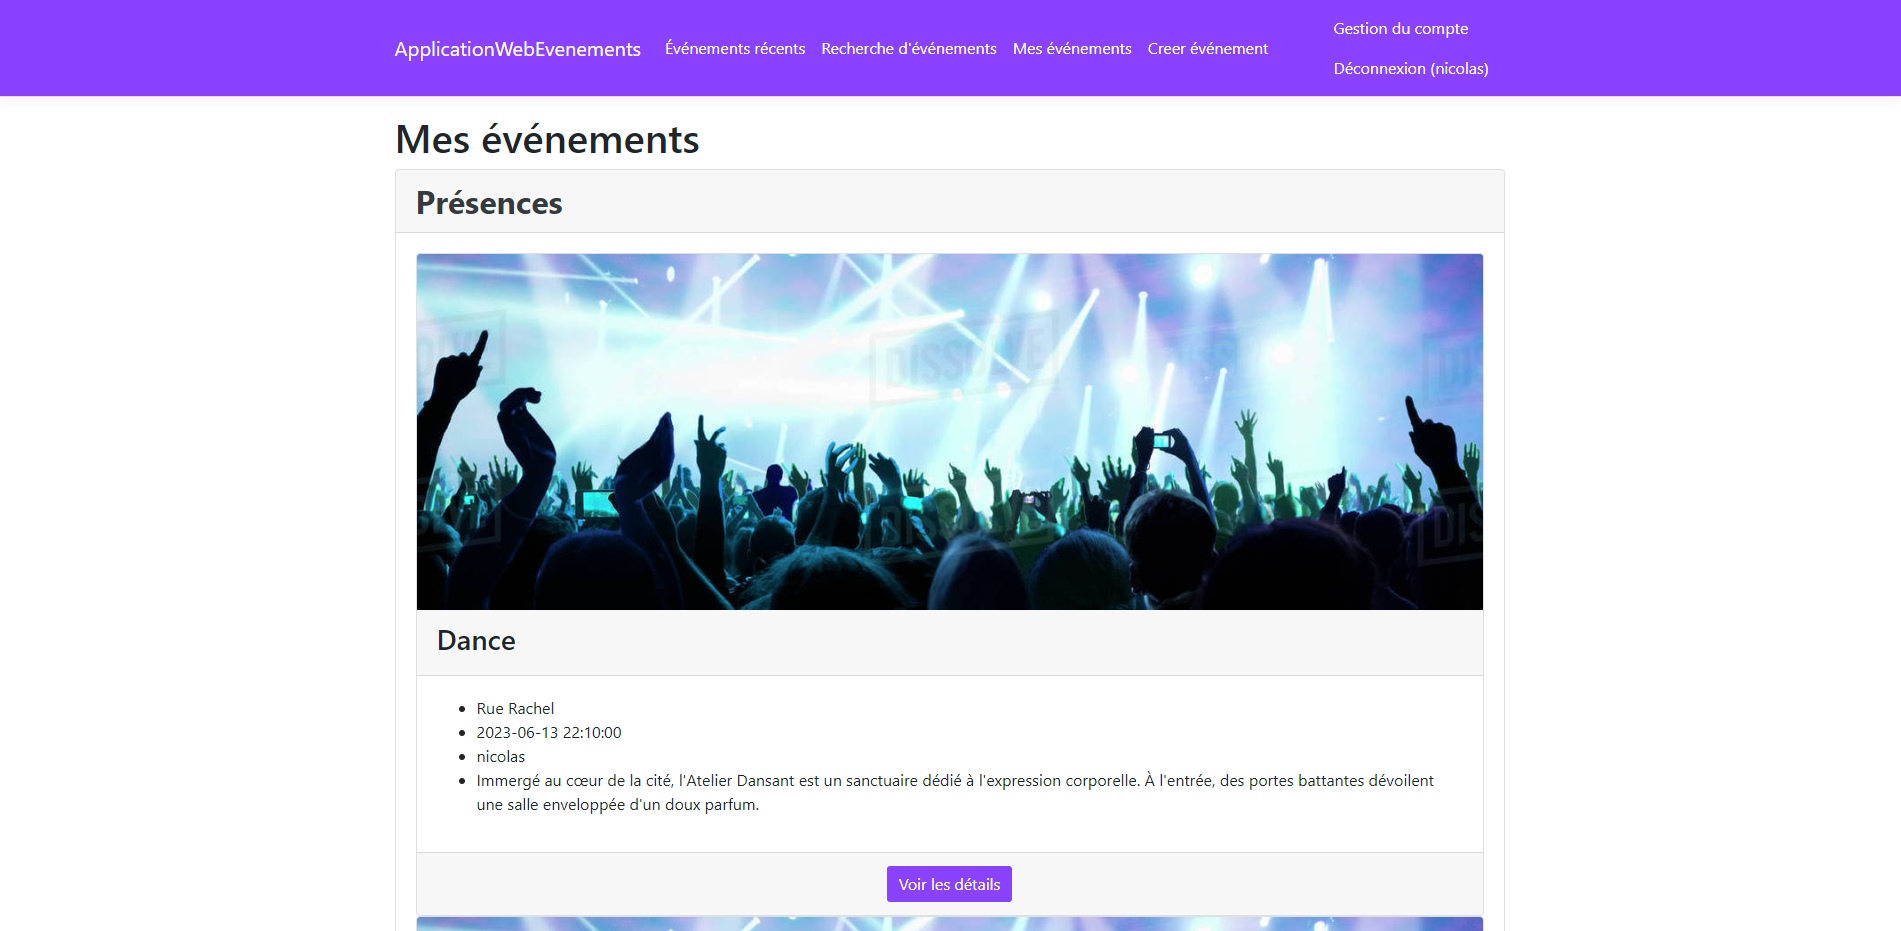 ApplicationWebEvenements
Événements récents
Recherche d'événements
Mes événements
Creer événement
Gestion du compte
Déconnexion (nicolas)
Mes événements
Présences
DISSOLVE
DISSOLVE
Dance
Rue Rachel
2023-06-13 22:10:00
nicolas
Immergé au cœur de la cité, l'Atelier Dansant est un sanctuaire dédié à l'expression corporelle. À l'entrée, des portes battantes dévoilent
une salle enveloppée d'un doux parfum.
Voir les détails